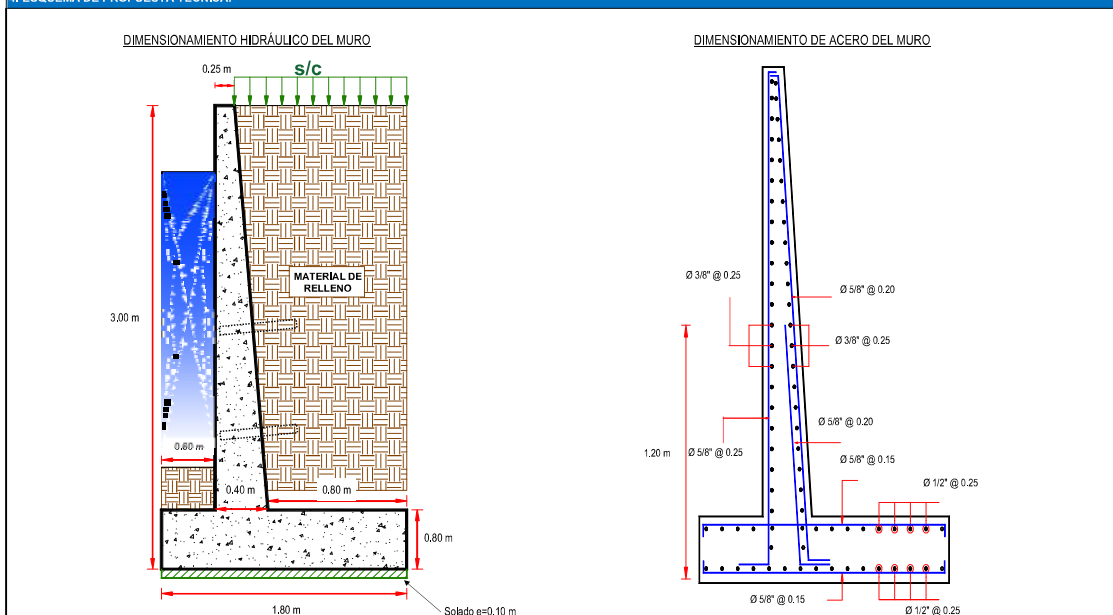 DIMENSIONAMIENTO HIDRÁULICO DEL MURO
0.25 m
s/c
3.00 m
MATERIAL DE
RELLENO
0.60 m
0.40 m
0.80 m
0.80 m
1.80 m
Solado e=0.10 m
DIMENSIONAMIENTO DE ACERO DEL MURO
Ø 3/8" @ 0.25
Ø 5/8" @ 0.20
Ø 3/8" @ 0.25
1.20 m
Ø 5/8" @ 0.25
Ø 5/8" @ 0.20
Ø 5/8" @ 0.15
Ø 1/2" @ 0.25
Ø 5/8" @ 0.15
Ø 1/2" @ 0.25